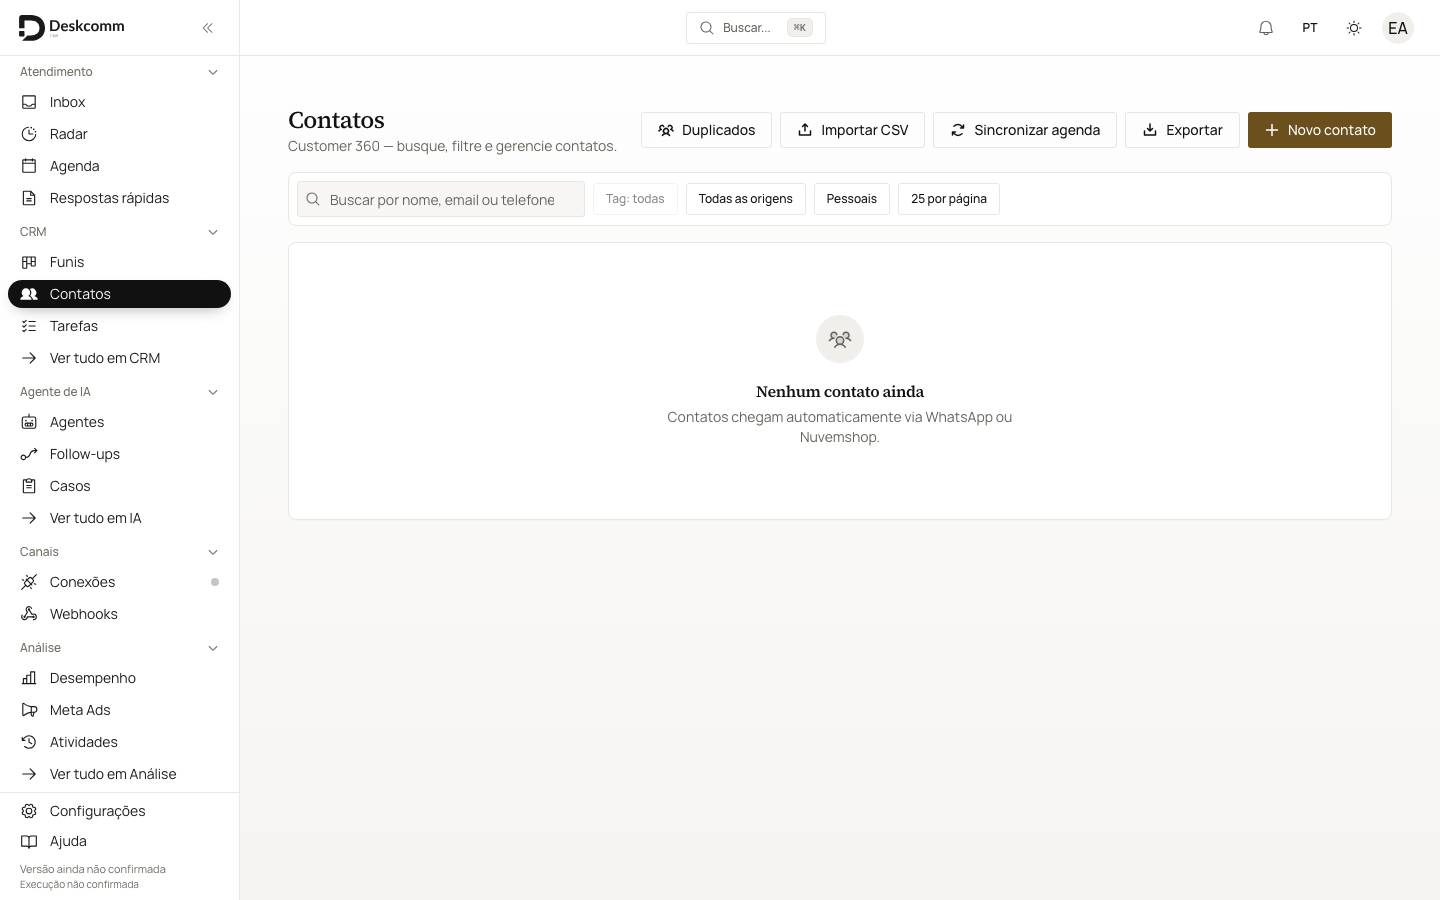 Deskcomm
Buscar...
⌘K
PT
EA
Atendimento
Inbox
Radar
Agenda
Respostas rápidas
CRM
Funis
Contatos
Tarefas
Ver tudo em CRM
Agente de IA
Agentes
Follow-ups
Casos
Ver tudo em IA
Canais
Conexões
Webhooks
Análise
Desempenho
Meta Ads
Atividades
Ver tudo em Análise
Configurações
Ajuda
Versão ainda não confirmada
Execução não confirmada
Contatos
Customer 360 — busque, filtre e gerencie contatos.
Duplicados
Importar CSV
Sincronizar agenda
Exportar
Novo contato
Buscar por nome, email ou telefone
Tag: todas
Todas as origens
Pessoais
25 por página
Nenhum contato ainda
Contatos chegam automaticamente via WhatsApp ou
Nuvemshop.